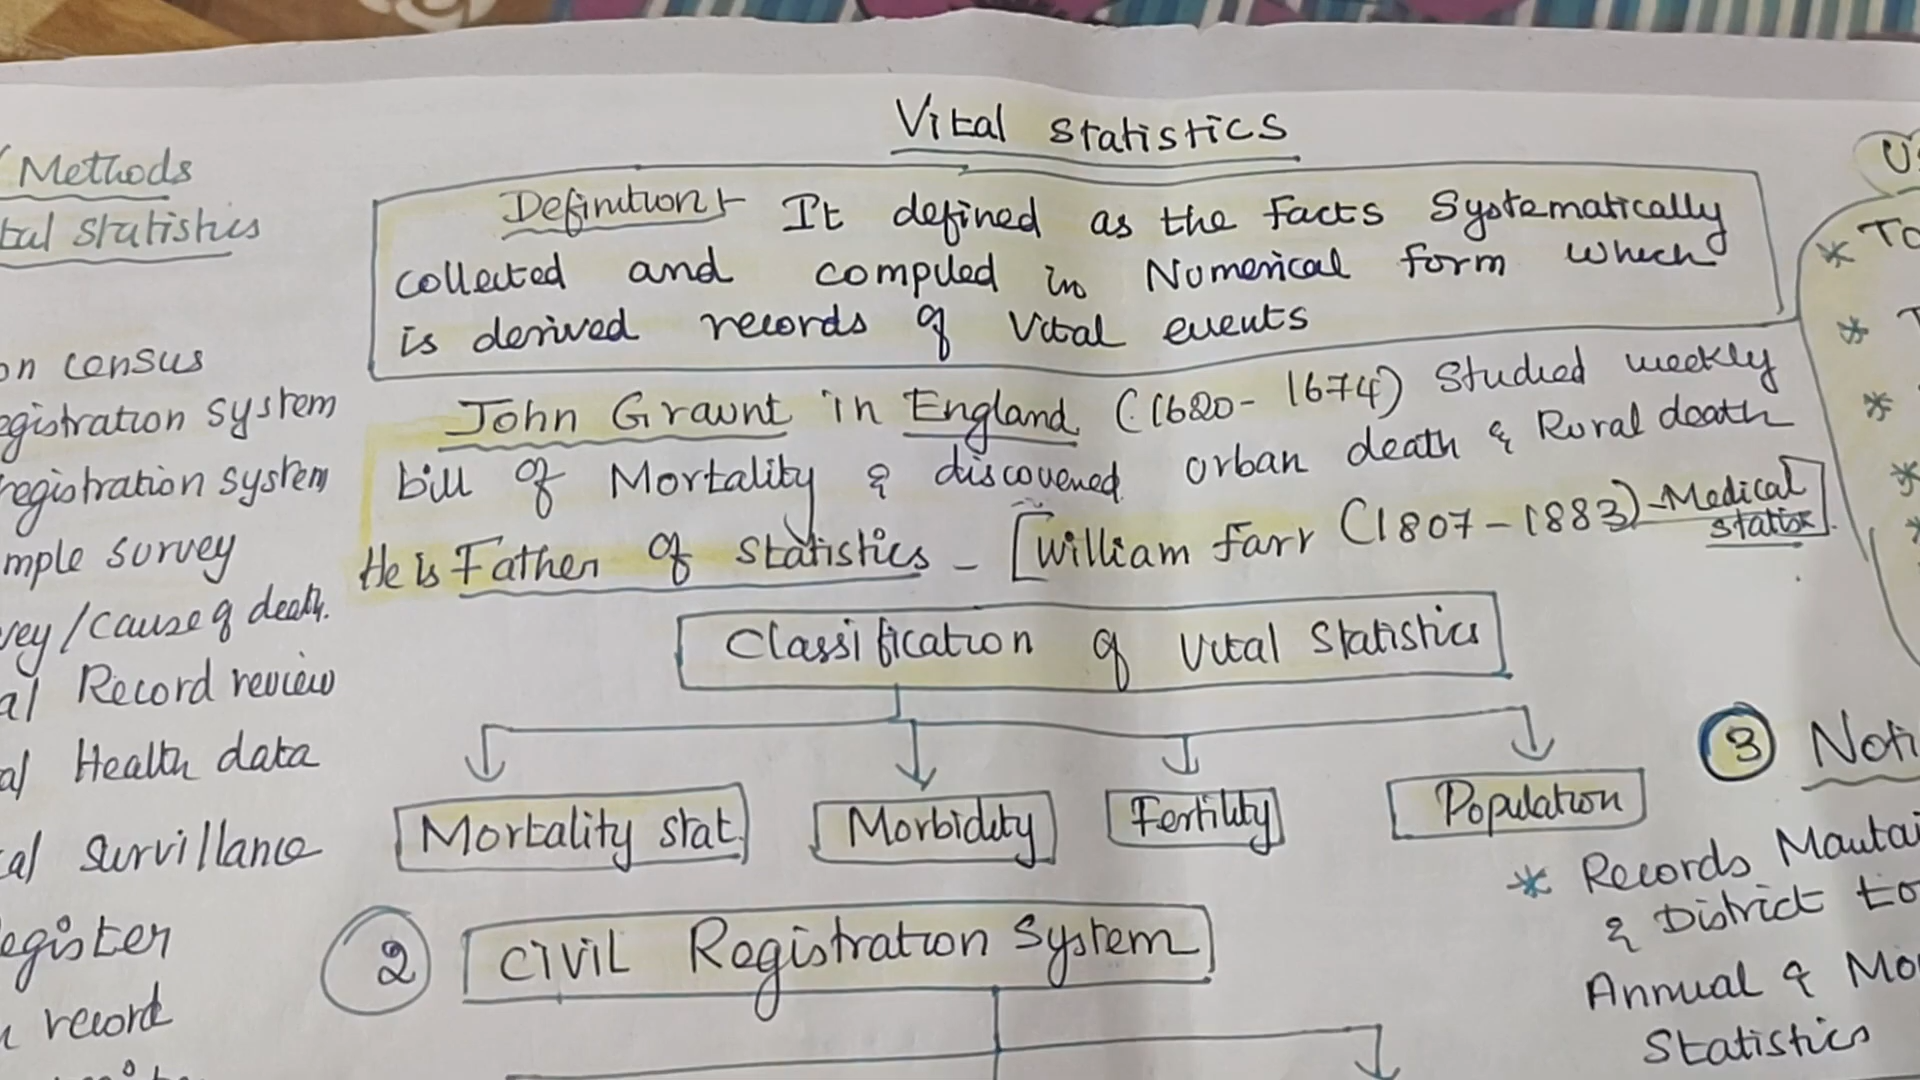 Vital Statistics
Definition:- It defined as the facts Systematically
collected and compiled in Numerical form which
is derived records of Vital events
John Graunt in England (1620- 1674) Studied weekly
bill of Mortality & discovered urban death & Rural death
He is Father of Statistics - [William Farr (1807-1883)-Medical
Statis].
Classification of Vital Statistics
Mortality stat.
Morbidity
Fertility
Population
2 CIVIL Registration System
Methods
tal Statistics
on census
egistration system
registration system
mple survey
vey/cause of death.
al Record review
al Health data
cal Survillance
egister
record
* To
*
*
*
3 Noti
* Records Mantai
& District to
Annual & Mo
Statistics